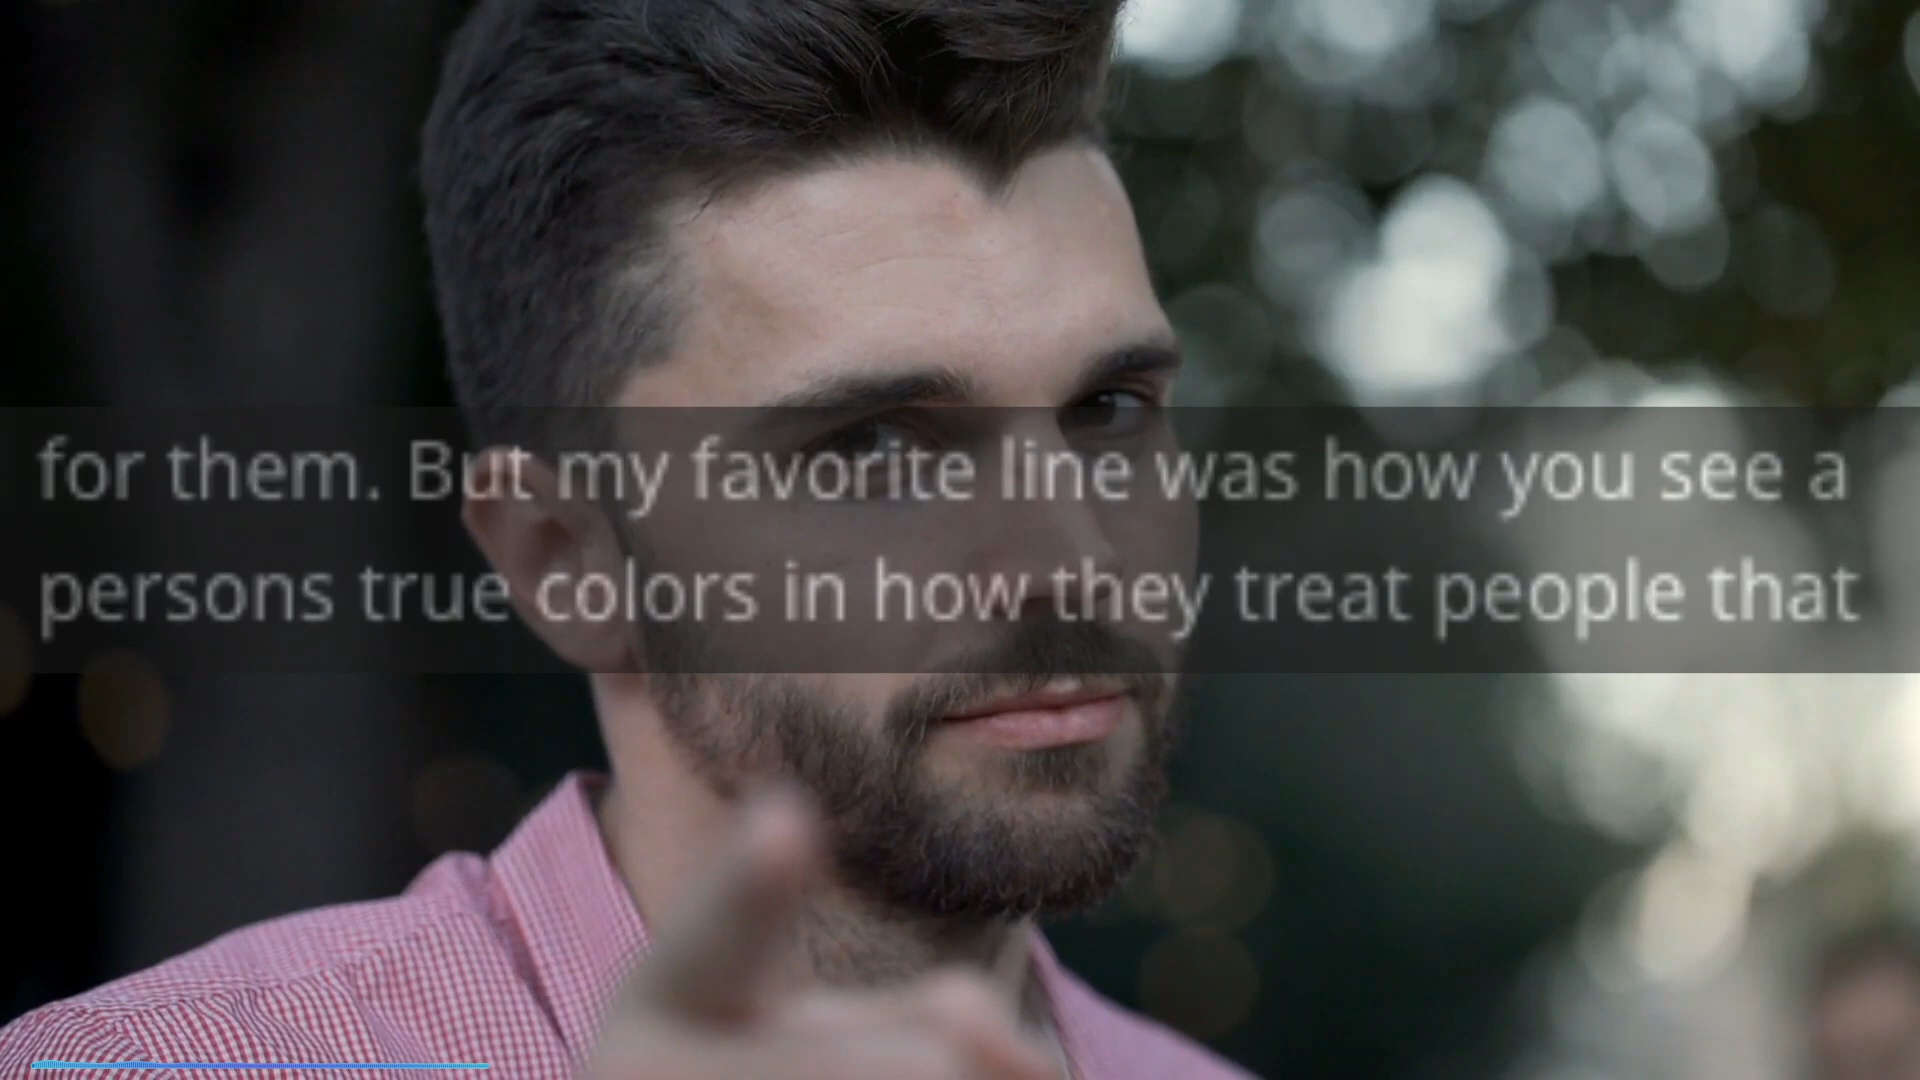 for them. But my favorite line was how you see a
persons true colors in how they treat people that